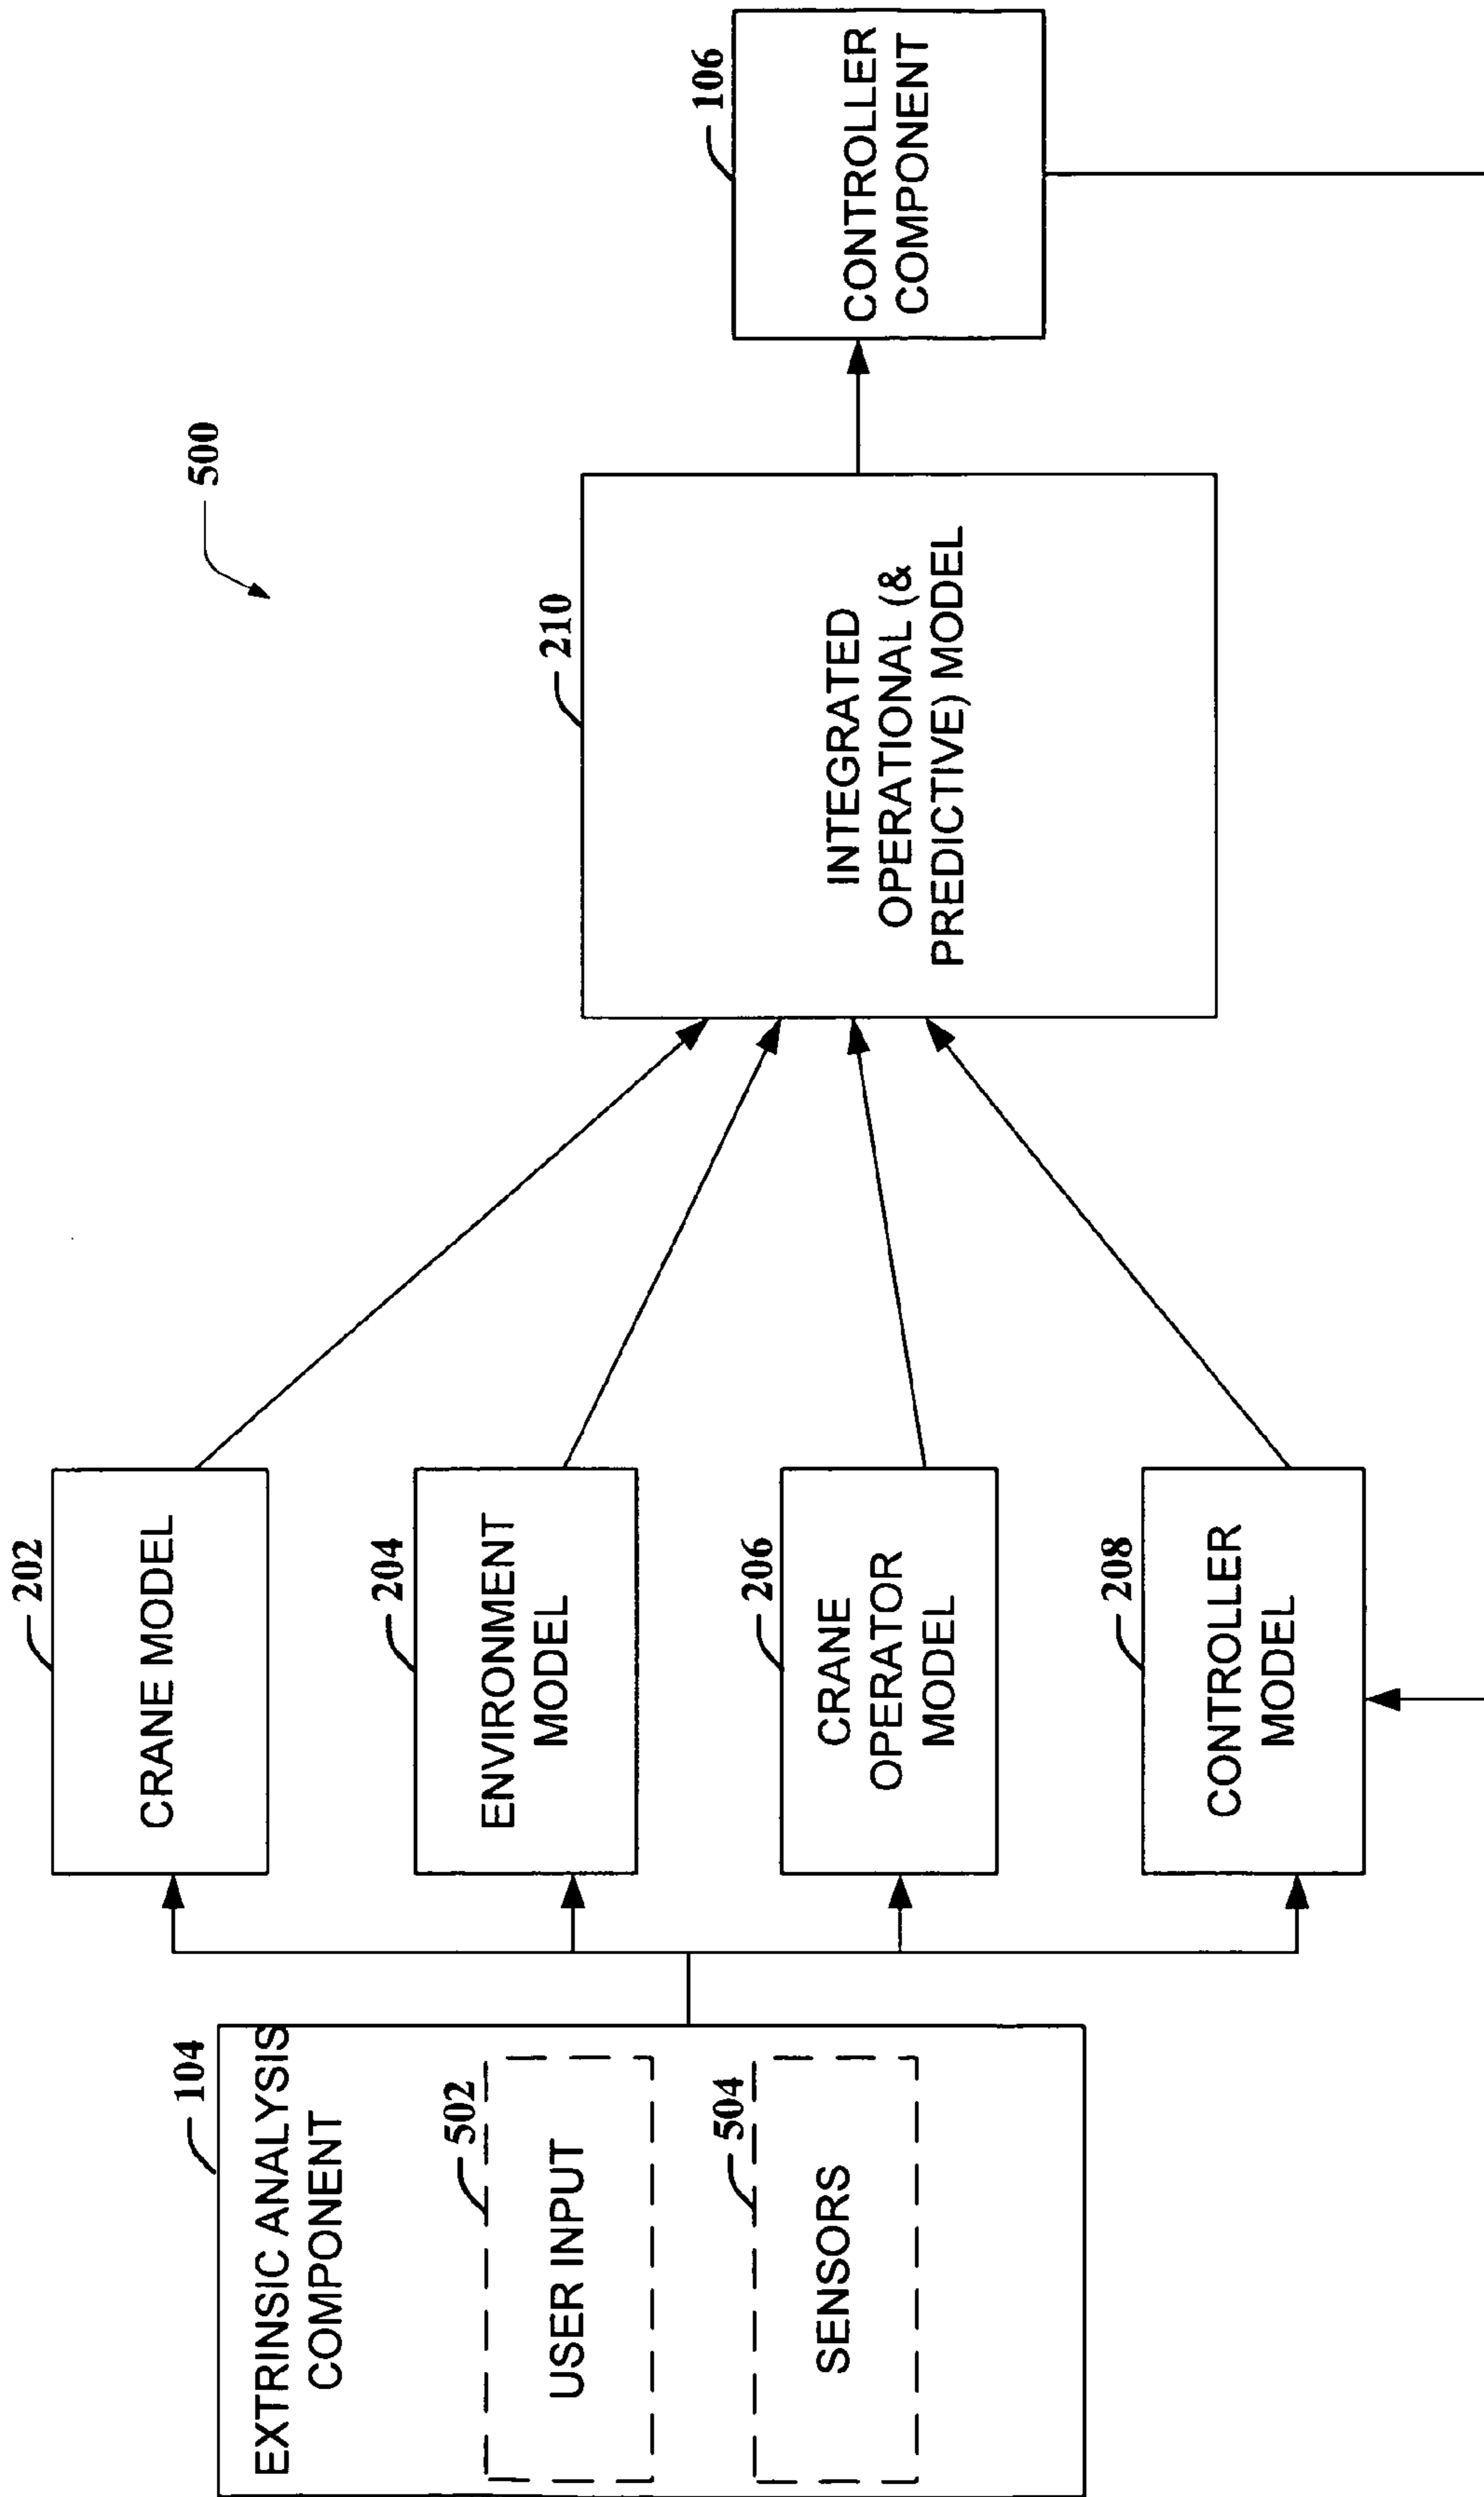 500
104
EXTRINSIC ANALYSIS
COMPONENT
502
USER INPUT
504
SENSORS
202
CRANE MODEL
204
ENVIRONMENT
MODEL
206
CRANE
OPERATOR
MODEL
208
CONTROLLER
MODEL
210
INTEGRATED
OPERATIONAL (&
PREDICTIVE) MODEL
106
CONTROLLER
COMPONENT